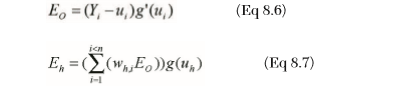 E_O = (Y_i − u_i)g'(u_i) (Eq 8.6)
E_h = (∑_{i=1}^{i<n}(w_{h,i}E_O))g(u_h) (Eq 8.7)